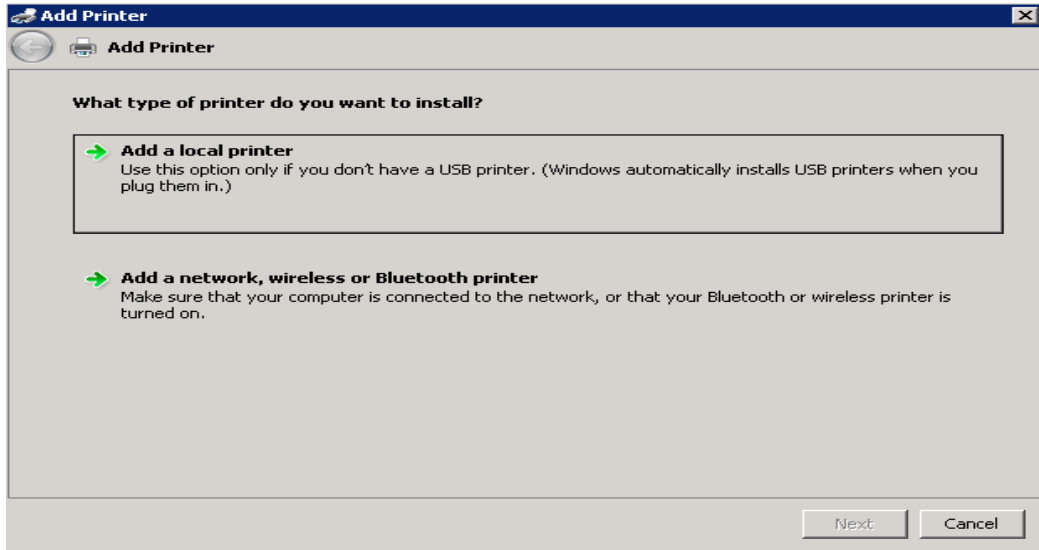 Add Printer
Add Printer
What type of printer do you want to install?
Add a local printer
Use this option only if you don't have a USB printer. (Windows automatically installs USB printers when you
plug them in.)
Add a network, wireless or Bluetooth printer
Make sure that your computer is connected to the network, or that your Bluetooth or wireless printer is
turned on.
Next
Cancel